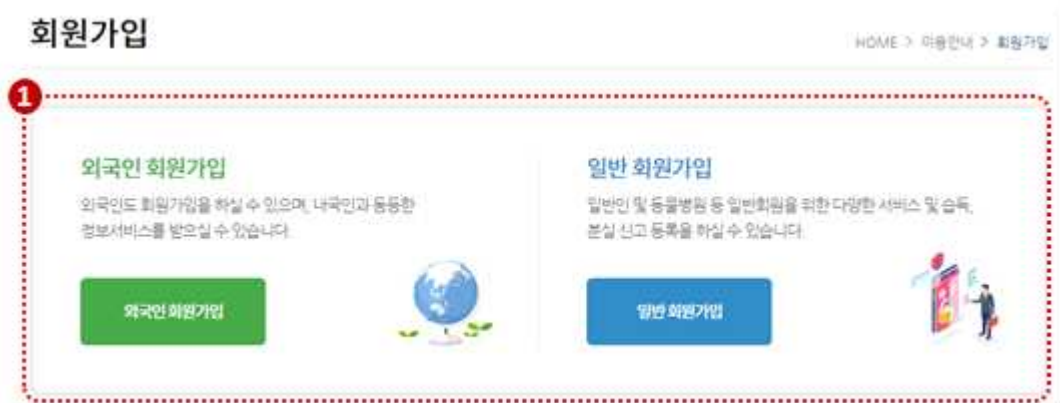 회원가입
HOME > 이용안내 > 회원가입
1
외국인 회원가입
외국인도 회원가입을 하실 수 있으며, 내국인과 동등한
정보서비스를 받으실 수 있습니다.
외국인 회원가입
일반 회원가입
일반인 및 동물병원 등 일반회원을 위한 다양한 서비스 및 습득,
분실 신고 등록을 하실 수 있습니다.
일반 회원가입